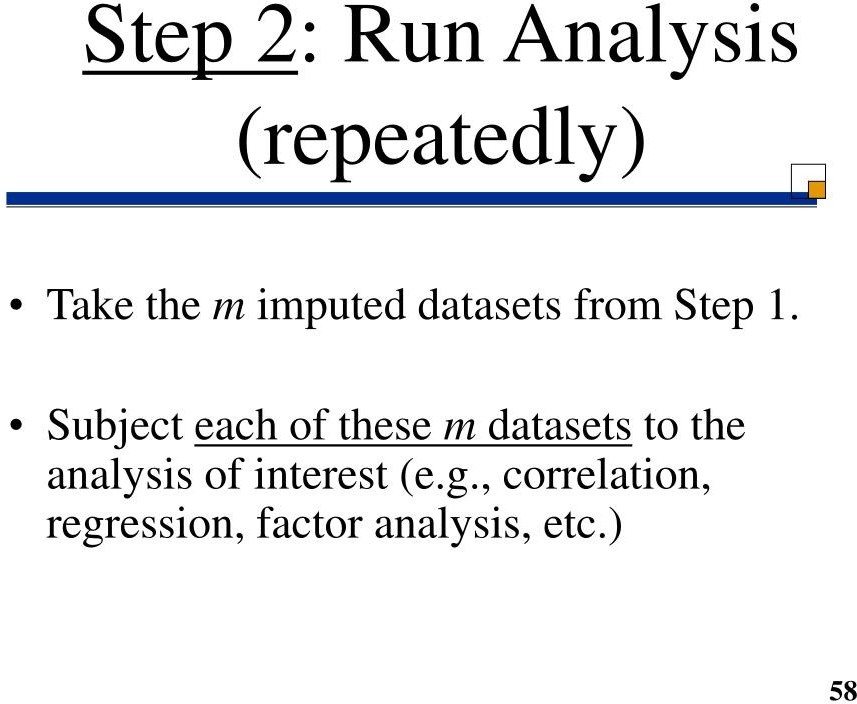 Step 2: Run Analysis
(repeatedly)
• Take the m imputed datasets from Step 1.
• Subject each of these m datasets to the
analysis of interest (e.g., correlation,
regression, factor analysis, etc.)
58